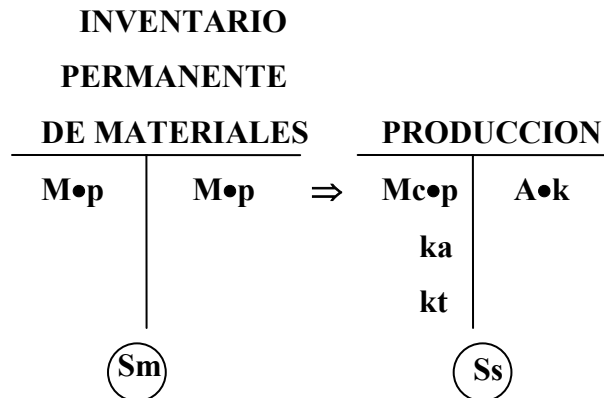 INVENTARIO
PERMANENTE
DE MATERIALES PRODUCCION
M•p M•p ⇒ Mc•p A•k
ka
kt
Sm Ss